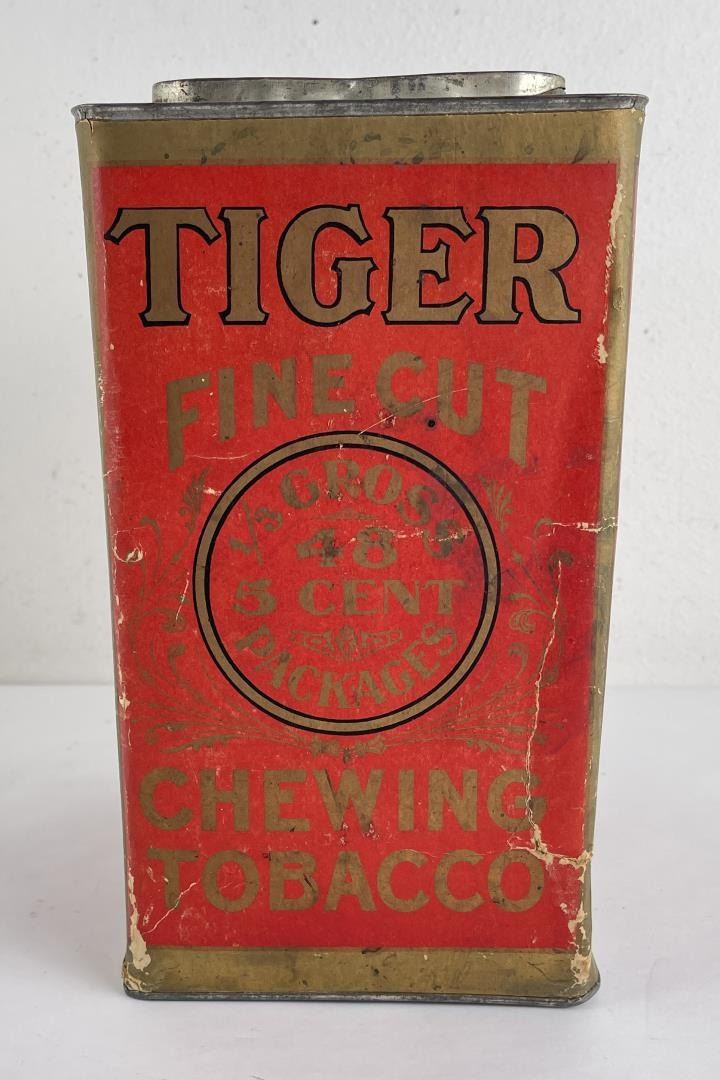 TIGER
FINE CUT
1/3 GROSS
48
5 CENT
PACKAGES
CHEWING
TOBACCO